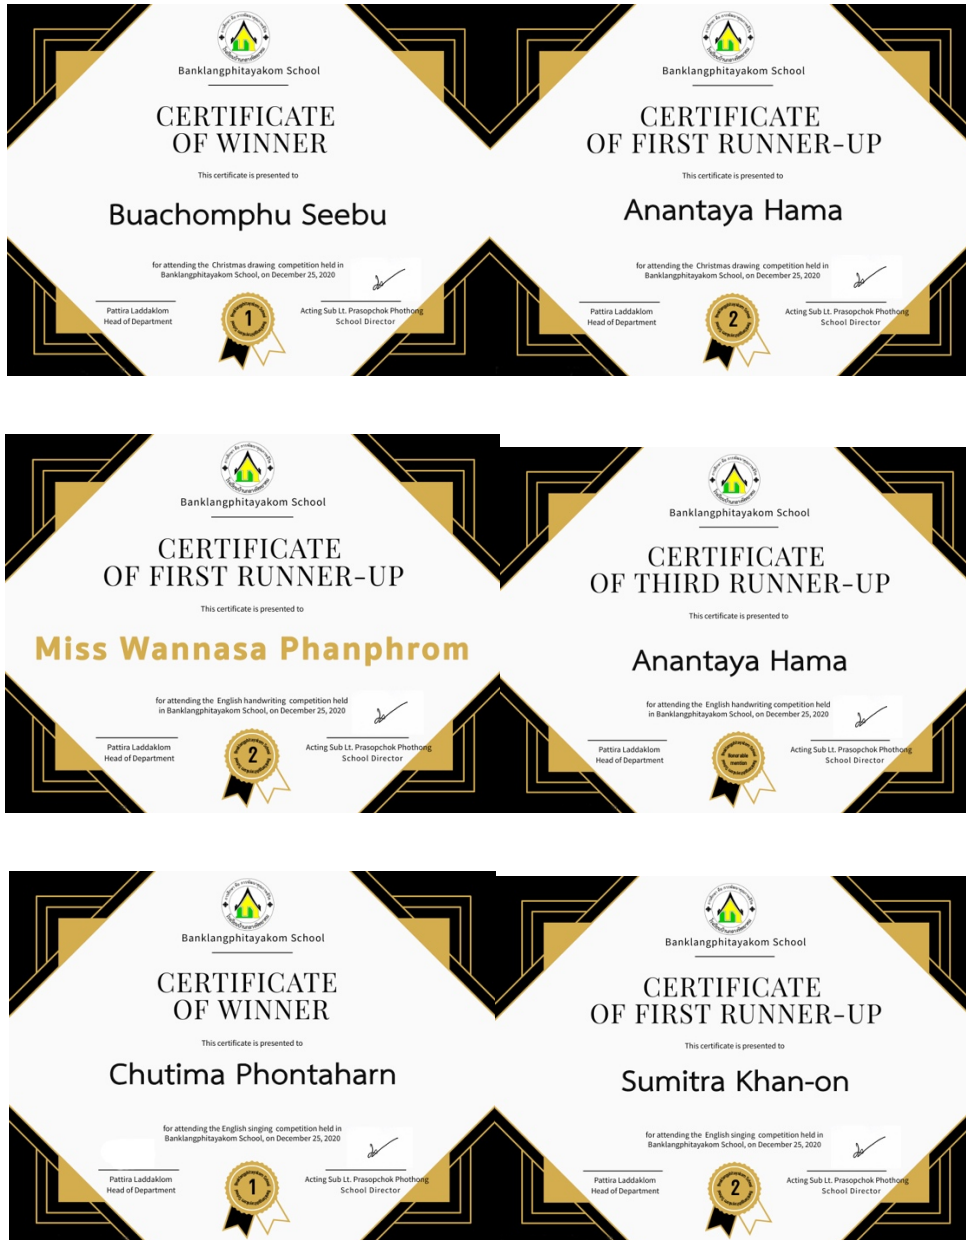 Banklangphitayakom School
CERTIFICATE
OF WINNER
This certificate is presented to
Buachomphu Seebu
for attending the Christmas drawing competition held in
Banklangphitayakom School, on December 25, 2020
Pattira Laddaklom
Head of Department
1
Acting Sub Lt. Prasopchok Phothong
School Director
Banklangphitayakom School
CERTIFICATE
OF FIRST RUNNER-UP
This certificate is presented to
Anantaya Hama
for attending the Christmas drawing competition held in
Banklangphitayakom School, on December 25, 2020
Pattira Laddaklom
Head of Department
2
Acting Sub Lt. Prasopchok Phothong
School Director
Banklangphitayakom School
CERTIFICATE
OF FIRST RUNNER-UP
This certificate is presented to
Miss Wannasa Phanphrom
for attending the English handwriting competition held
in Banklangphitayakom School, on December 25, 2020
Pattira Laddaklom
Head of Department
2
Acting Sub Lt. Prasopchok Phothong
School Director
Banklangphitayakom School
CERTIFICATE
OF THIRD RUNNER-UP
This certificate is presented to
Anantaya Hama
for attending the English handwriting competition held
in Banklangphitayakom School, on December 25, 2020
Pattira Laddaklom
Head of Department
mention
Acting Sub Lt. Prasopchok Phothong
School Director
Banklangphitayakom School
CERTIFICATE
OF WINNER
This certificate is presented to
Chutima Phontaharn
for attending the English singing competition held in
Banklangphitayakom School, on December 25, 2020
Pattira Laddaklom
Head of Department
1
Acting Sub Lt. Prasopchok Phothong
School Director
Banklangphitayakom School
CERTIFICATE
OF FIRST RUNNER-UP
This certificate is presented to
Sumitra Khan-on
for attending the English singing competition held in
Banklangphitayakom School, on December 25, 2020
Pattira Laddaklom
Head of Department
2
Acting Sub Lt. Prasopchok Phothong
School Director